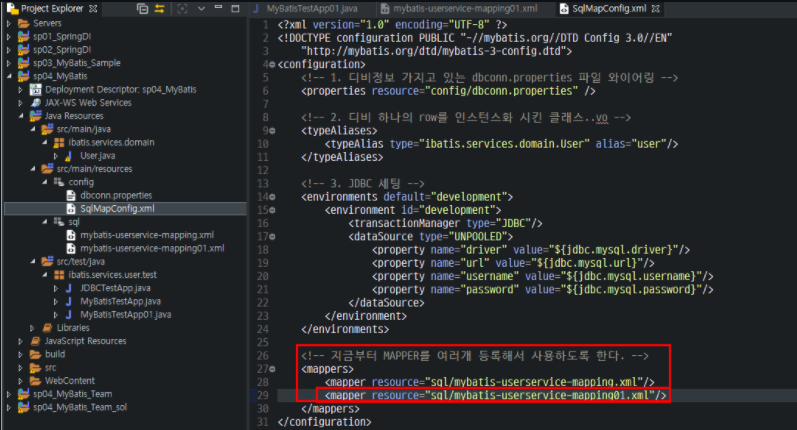 Project Explorer
Servers
sp01_SpringDI
sp02_SpringDI
sp03_MyBatis_Sample
sp04_MyBatis
Deployment Descriptor: sp04_MyBatis
JAX-WS Web Services
Java Resources
src/main/java
ibatis.services.domain
User.java
src/main/resources
config
dbconn.properties
SqlMapConfig.xml
sql
mybatis-userservice-mapping.xml
mybatis-userservice-mapping01.xml
src/test/java
ibatis.services.user.test
JDBCTestApp.java
MyBatisTestApp.java
MyBatisTestApp01.java
Libraries
JavaScript Resources
build
src
WebContent
sp04_MyBatis_Team
sp04_MyBatis_Team_sol
MyBatisTestApp01.java mybatis-userservice-mapping01.xml SqlMapConfig.xml
1 <?xml version="1.0" encoding="UTF-8" ?>
2 <!DOCTYPE configuration PUBLIC "-//mybatis.org//DTD Config 3.0//EN"
3 "http://mybatis.org/dtd/mybatis-3-config.dtd">
4 <configuration>
5 <!-- 1. 디비정보 가지고 있는 dbconn.properties 파일 와이어링 -->
6 <properties resource="config/dbconn.properties" />
7
8 <!-- 2. 디비 하나의 row를 인스턴스화 시킨 클래스..vo -->
9 <typeAliases>
10 <typeAlias type="ibatis.services.domain.User" alias="user"/>
11 </typeAliases>
12
13 <!-- 3. JDBC 세팅 -->
14 <environments default="development">
15 <environment id="development">
16 <transactionManager type="JDBC"/>
17 <dataSource type="UNPOOLED">
18 <property name="driver" value="${jdbc.mysql.driver}"/>
19 <property name="url" value="${jdbc.mysql.url}"/>
20 <property name="username" value="${jdbc.mysql.username}"/>
21 <property name="password" value="${jdbc.mysql.password}"/>
22 </dataSource>
23 </environment>
24 </environments>
25
26 <!-- 지금부터 MAPPER를 여러개 등록해서 사용하도록 한다. -->
27 <mappers>
28 <mapper resource="sql/mybatis-userservice-mapping.xml"/>
29 <mapper resource="sql/mybatis-userservice-mapping01.xml"/>
30 </mappers>
31 </configuration>